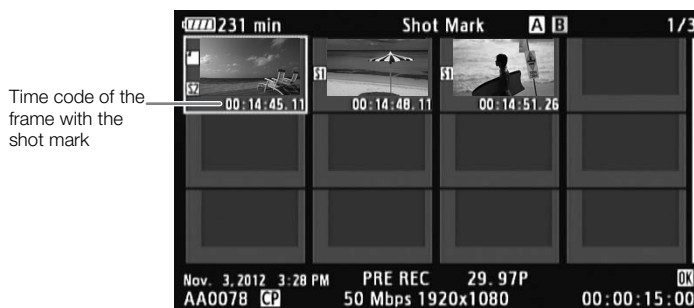 231 min Shot Mark A B 1/3
S2
S1
S1
00:14:45.11 00:14:48.11 00:14:51.26
Time code of the
frame with the
shot mark
Nov. 3, 2012 3:28 PM PRE REC 29.97P OK
AA0078 CP 50 Mbps 1920x1080 00:00:15:00